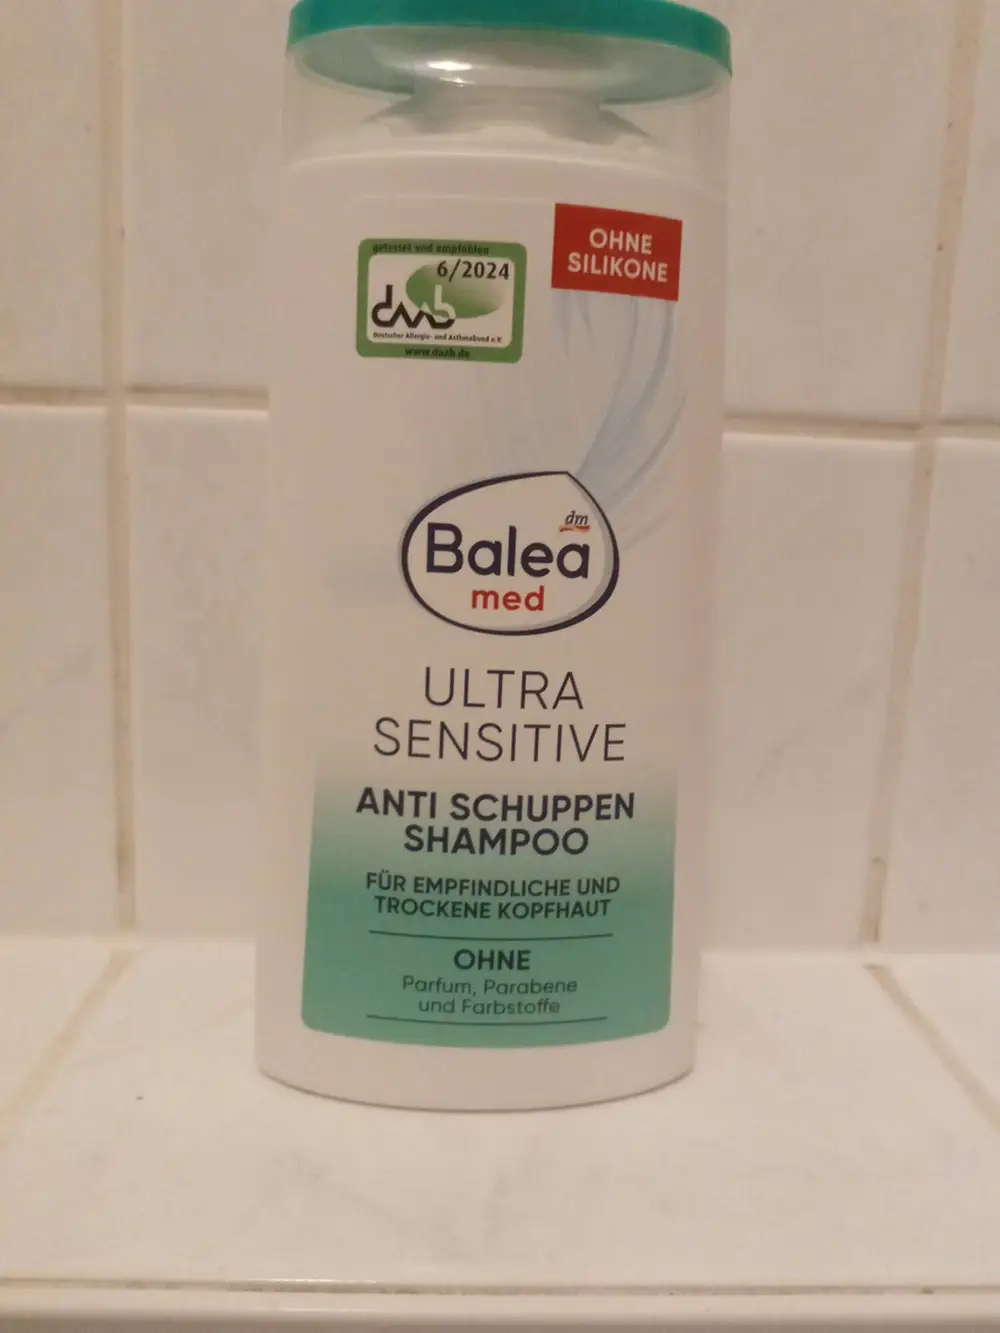 getestet und empfohlen
6/2024
daab
Deutscher Allergie- und Asthmabund e.V.
www.daab.de
OHNE
SILIKONE
dm
Balea
med
ULTRA
SENSITIVE
ANTI SCHUPPEN
SHAMPOO
FÜR EMPFINDLICHE UND
TROCKENE KOPFHAUT
OHNE
Parfum, Parabene
und Farbstoffe